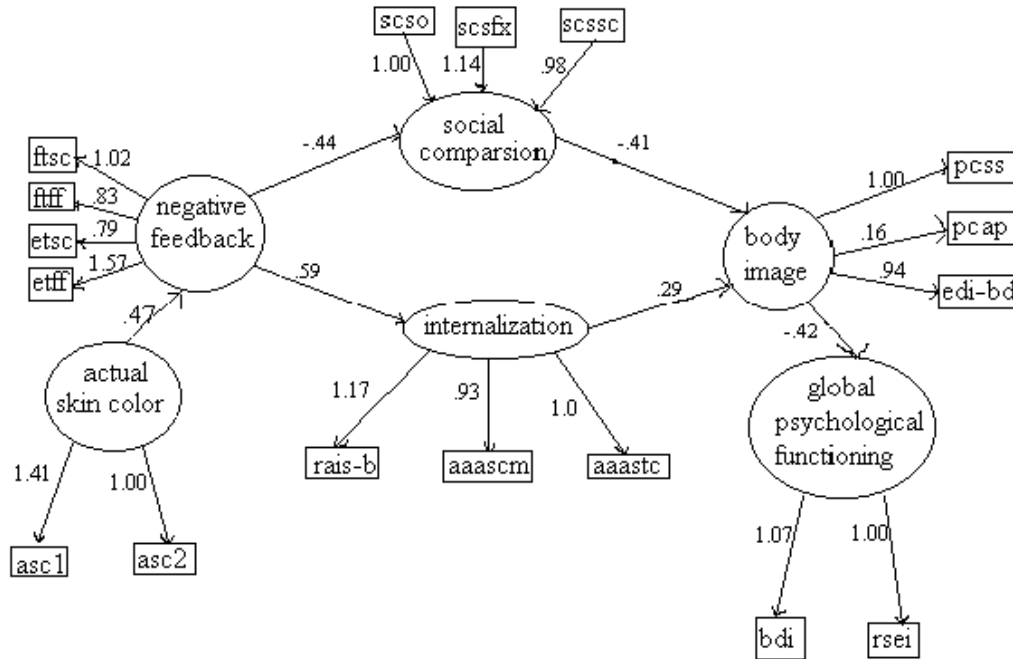 scso
scsfx
scssc
1.00
1.14
.98
social
comparsion
-.44
-.41
ftsc
1.02
ftff
.83
etsc
.79
etff
1.57
negative
feedback
pcss
1.00
pcap
.16
edi-bd
.94
body
image
.59
.29
internalization
.47
-.42
actual
skin color
global
psychological
functioning
1.17
.93
1.0
rais-b
aaascm
aaastc
1.41
1.00
asc1
asc2
1.07
1.00
bdi
rsei